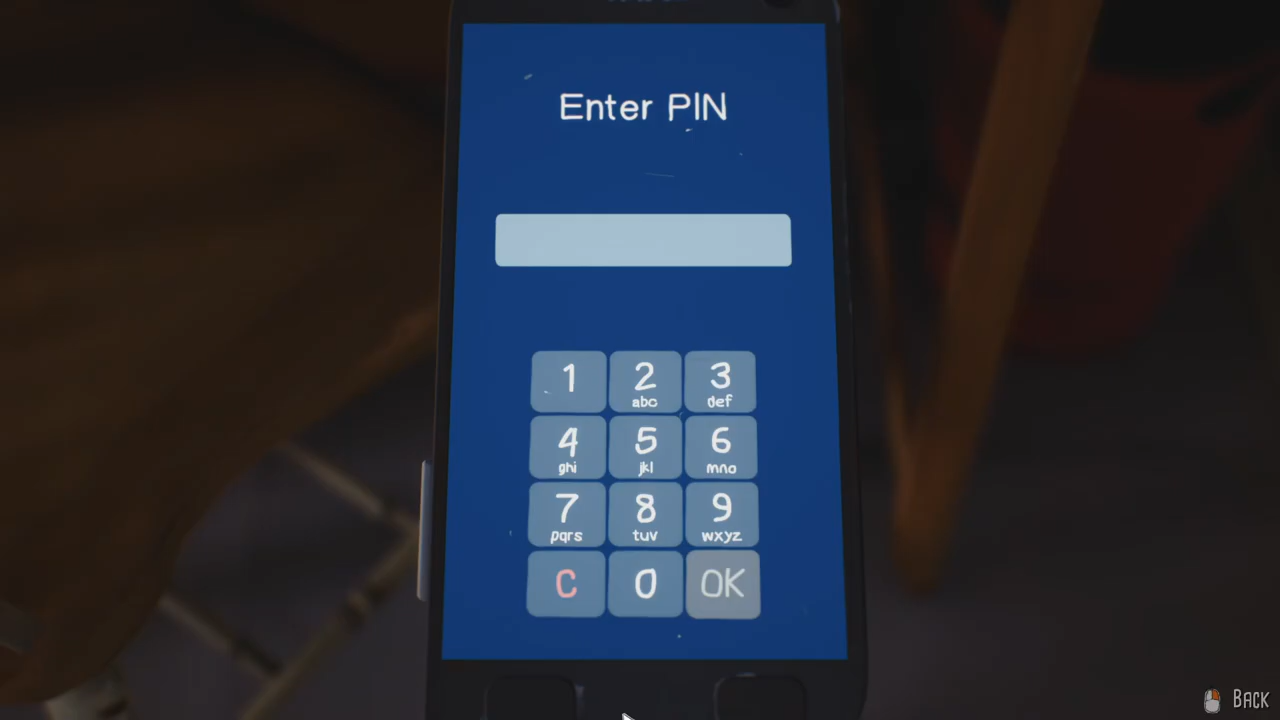 Enter PIN
1 2 3
abc def
4 5 6
ghi jkl mno
7 8 9
pqrs tuv wxyz
C 0 OK
Back